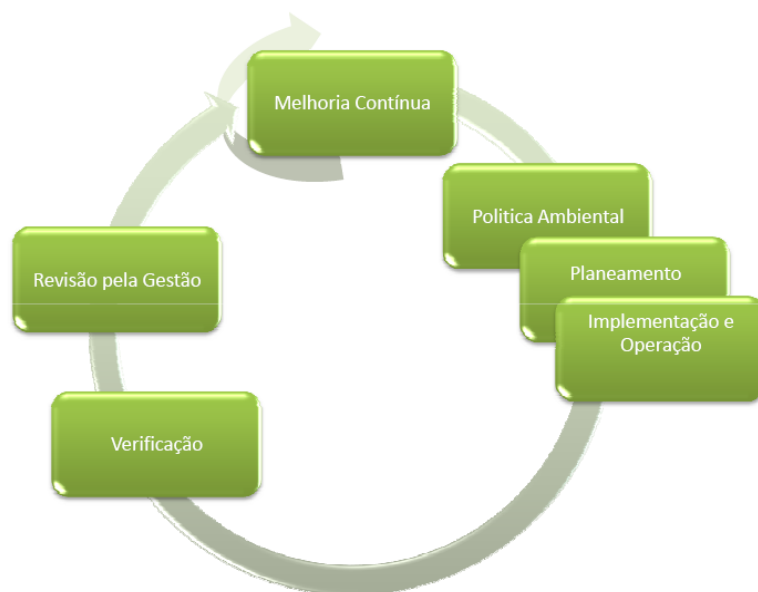 Melhoria Contínua
Politica Ambiental
Planeamento
Implementação e
Operação
Verificação
Revisão pela Gestão